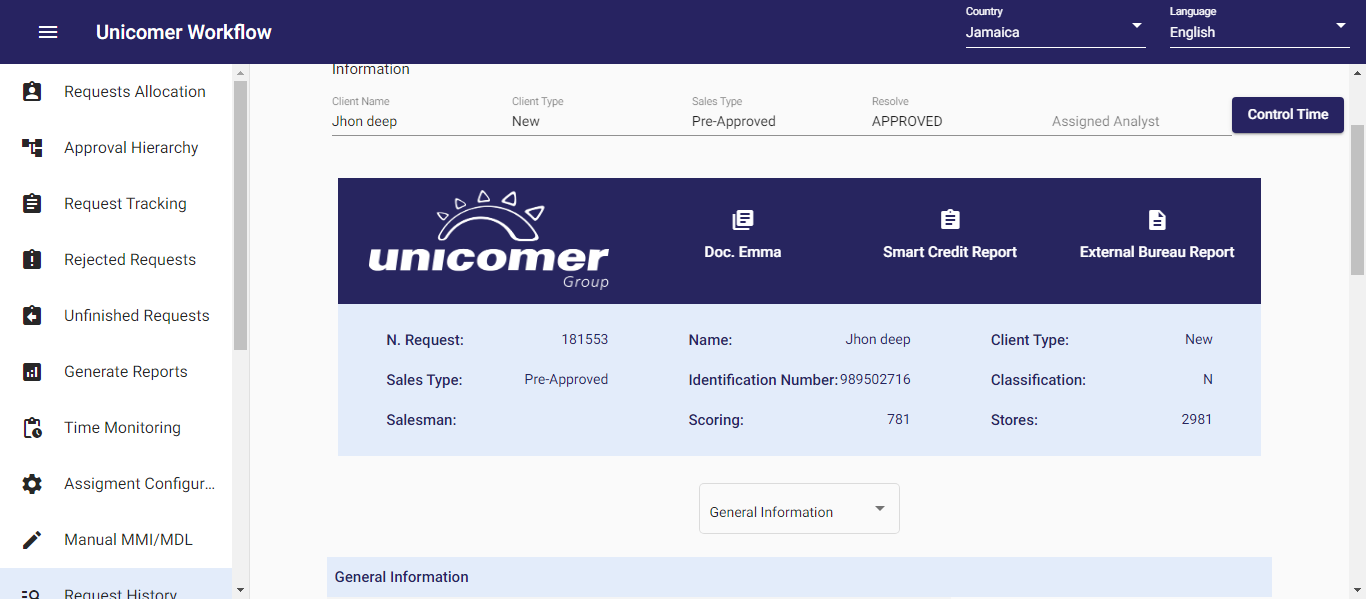 Unicomer Workflow
Country
Jamaica
Language
English
Requests Allocation
Approval Hierarchy
Request Tracking
Rejected Requests
Unfinished Requests
Generate Reports
Time Monitoring
Assigment Configur...
Manual MMI/MDL
Request History
Information
Client Name
Jhon deep
Client Type
New
Sales Type
Pre-Approved
Resolve
APPROVED
Assigned Analyst
Control Time
unicomer
Group
Doc. Emma
Smart Credit Report
External Bureau Report
N. Request: 181553
Name: Jhon deep
Client Type: New
Sales Type: Pre-Approved
Identification Number: 989502716
Classification: N
Salesman:
Scoring: 781
Stores: 2981
General Information
General Information